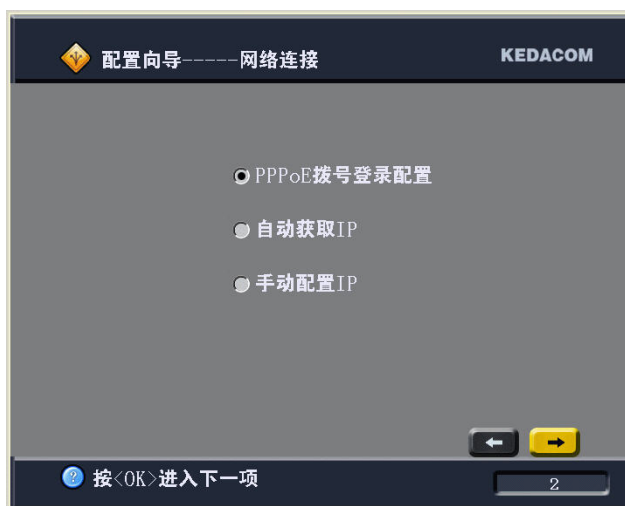 配置向导-----网络连接
KEDACOM
PPPoE拨号登录配置
自动获取IP
手动配置IP
按<OK>进入下一项
2